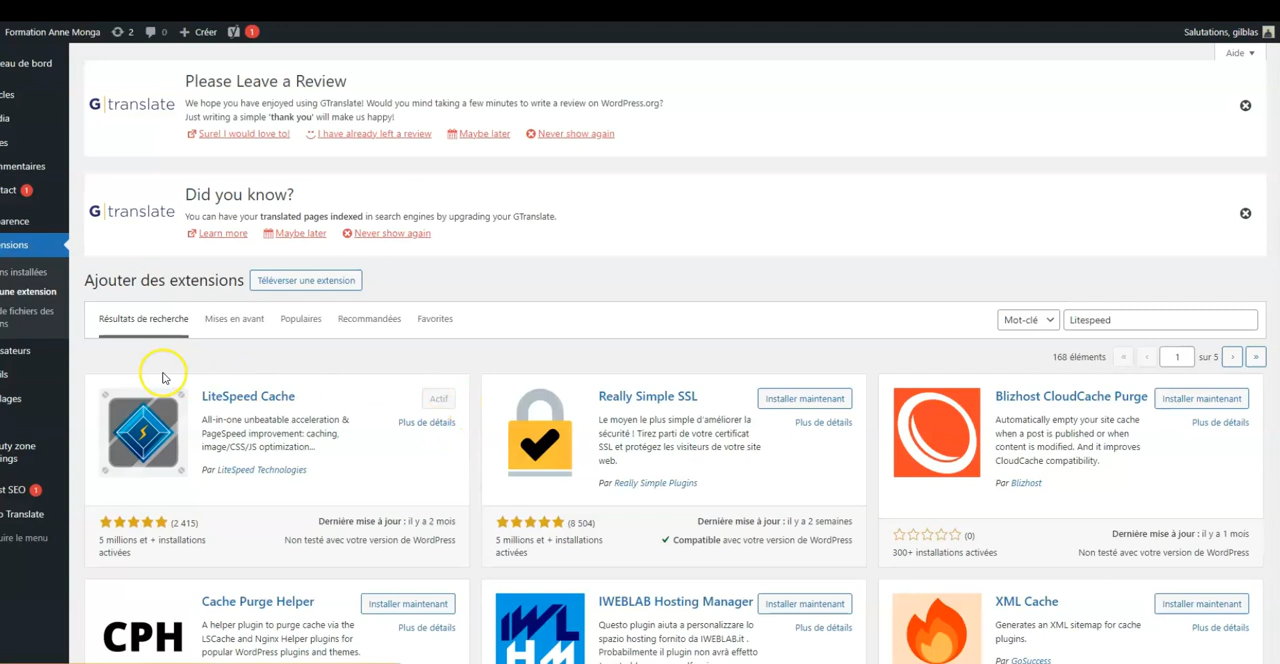 Formation Anne Monga 2 0 Créer 1 Salutations, gilblas
Aide
eau de bord
cles
dia
es
mmentaires
tact 1
arence
ensions
ns installées
une extension
de fichiers des
ns
sateurs
ils
lages
uty zone
ngs
st SEO 1
o Translate
uire le menu
G translate
Please Leave a Review
We hope you have enjoyed using GTranslate! Would you mind taking a few minutes to write a review on WordPress.org?
Just writing a simple 'thank you' will make us happy!
Sure! I would love to! I have already left a review Maybe later Never show again
G translate
Did you know?
You can have your translated pages indexed in search engines by upgrading your GTranslate.
Learn more Maybe later Never show again
Ajouter des extensions Téléverser une extension
Résultats de recherche Mises en avant Populaires Recommandées Favorites Mot-clé Litespeed
168 éléments « ‹ 1 sur 5 › »
LiteSpeed Cache
Actif
Plus de détails
All-in-one unbeatable acceleration &
PageSpeed improvement: caching,
image/CSS/JS optimization...
Par LiteSpeed Technologies
(2 415)
5 millions et + installations
activées
Dernière mise à jour : il y a 2 mois
Non testé avec votre version de WordPress
Really Simple SSL
Installer maintenant
Plus de détails
Le moyen le plus simple d'améliorer la
sécurité ! Tirez parti de votre certificat
SSL et protégez les visiteurs de votre site
web.
Par Really Simple Plugins
(8 504)
5 millions et + installations
activées
Dernière mise à jour : il y a 2 semaines
Compatible avec votre version de WordPress
Blizhost CloudCache Purge
Installer maintenant
Plus de détails
Automatically empty your site cache
when a post is published or when
content is modified. And it improves
CloudCache compatibility.
Par Blizhost
(0)
300+ installations activées
Dernière mise à jour : il y a 1 mois
Non testé avec votre version de WordPress
CPH
Cache Purge Helper
Installer maintenant
Plus de détails
A helper plugin to purge cache via the
LSCache and Nginx Helper plugins for
popular WordPress plugins and themes.
IWL
HM
IWEBLAB Hosting Manager
Installer maintenant
Plus de détails
Questo plugin aiuta a personalizzare lo
spazio hosting fornito da IWEBLAB.it .
Probabilmente il plugin non avrà effetto
XML Cache
Installer maintenant
Plus de détails
Generates an XML sitemap for cache
plugins.
Par GoSuccess